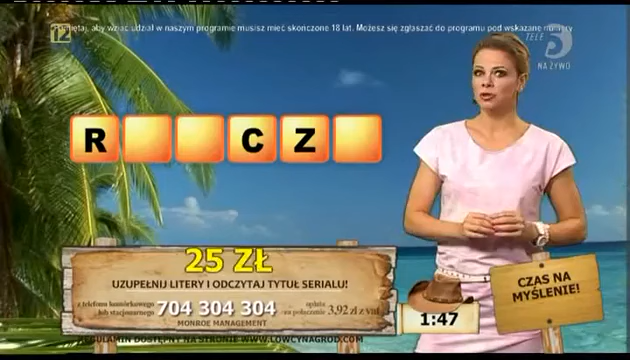 Pamiętaj, aby wziąć udział w naszym programie musisz mieć skończone 18 lat. Możesz się zgłaszać do programu pod wskazane numery
12
TELE 5
NA ŻYWO
R C Z
25 ZŁ
UZUPEŁNIJ LITERY I ODCZYTAJ TYTUŁ SERIALU!
z telefonu komórkowego
lub stacjonarnego
704 304 304
opłata
za połączenie 3,92 zł z vat
MONROE MANAGEMENT
1:47
CZAS NA
MYŚLENIE!
REGULAMIN DOSTĘPNY NA STRONIE WWW.LOWCYNAGROD.COM